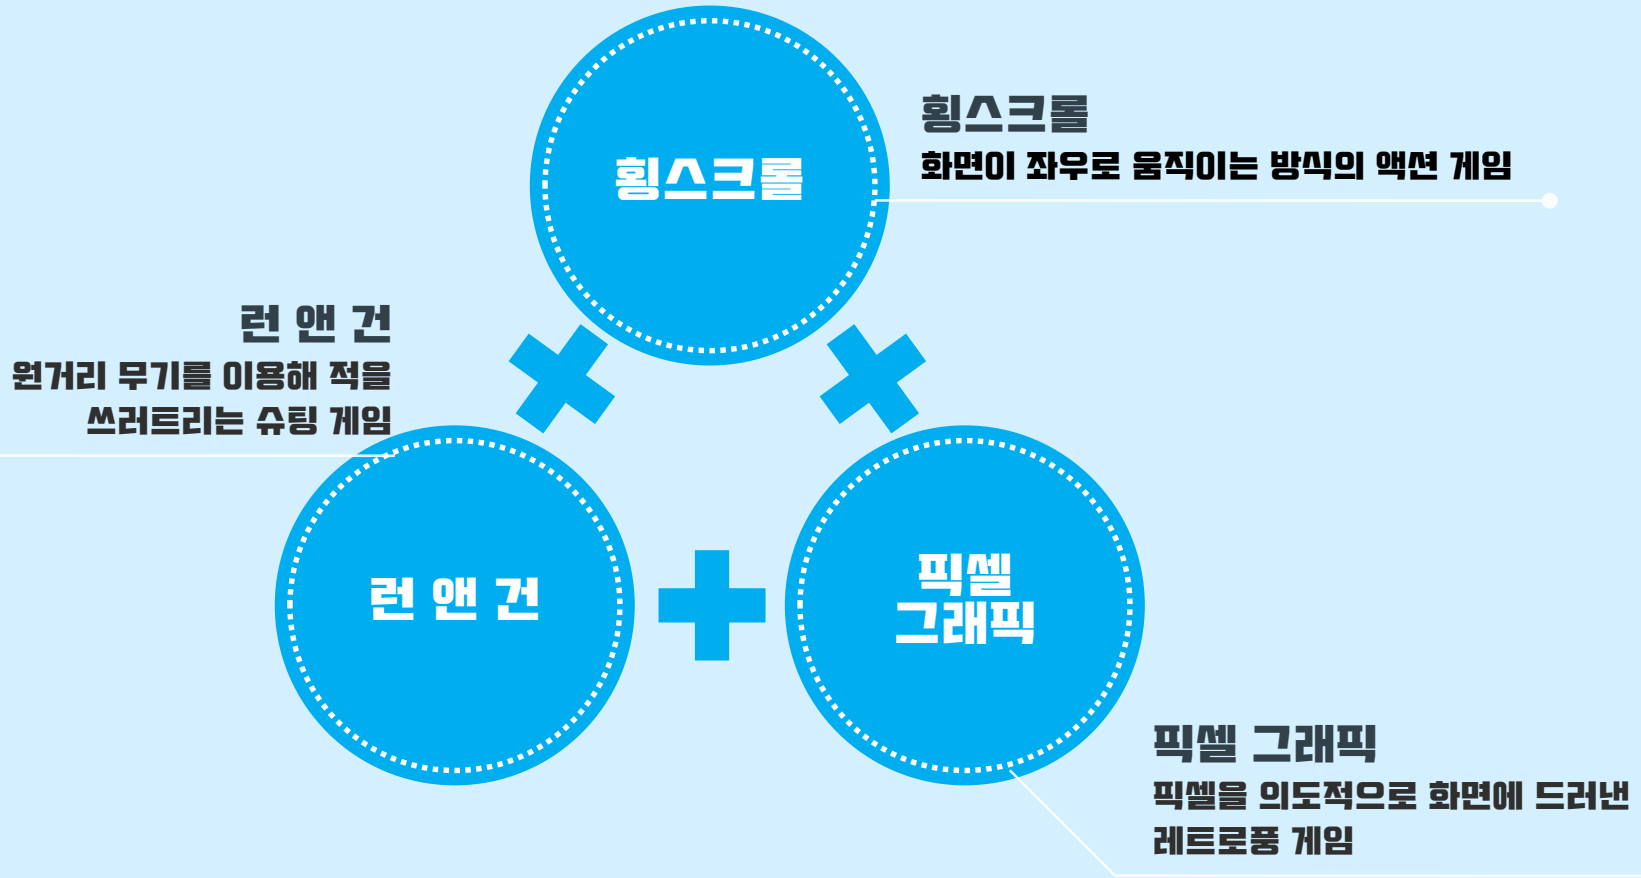 횡스크롤
횡스크롤
화면이 좌우로 움직이는 방식의 액션 게임
런 앤 건
원거리 무기를 이용해 적을
쓰러트리는 슈팅 게임
런 앤 건
픽셀
그래픽
픽셀 그래픽
픽셀을 의도적으로 화면에 드러낸
레트로풍 게임